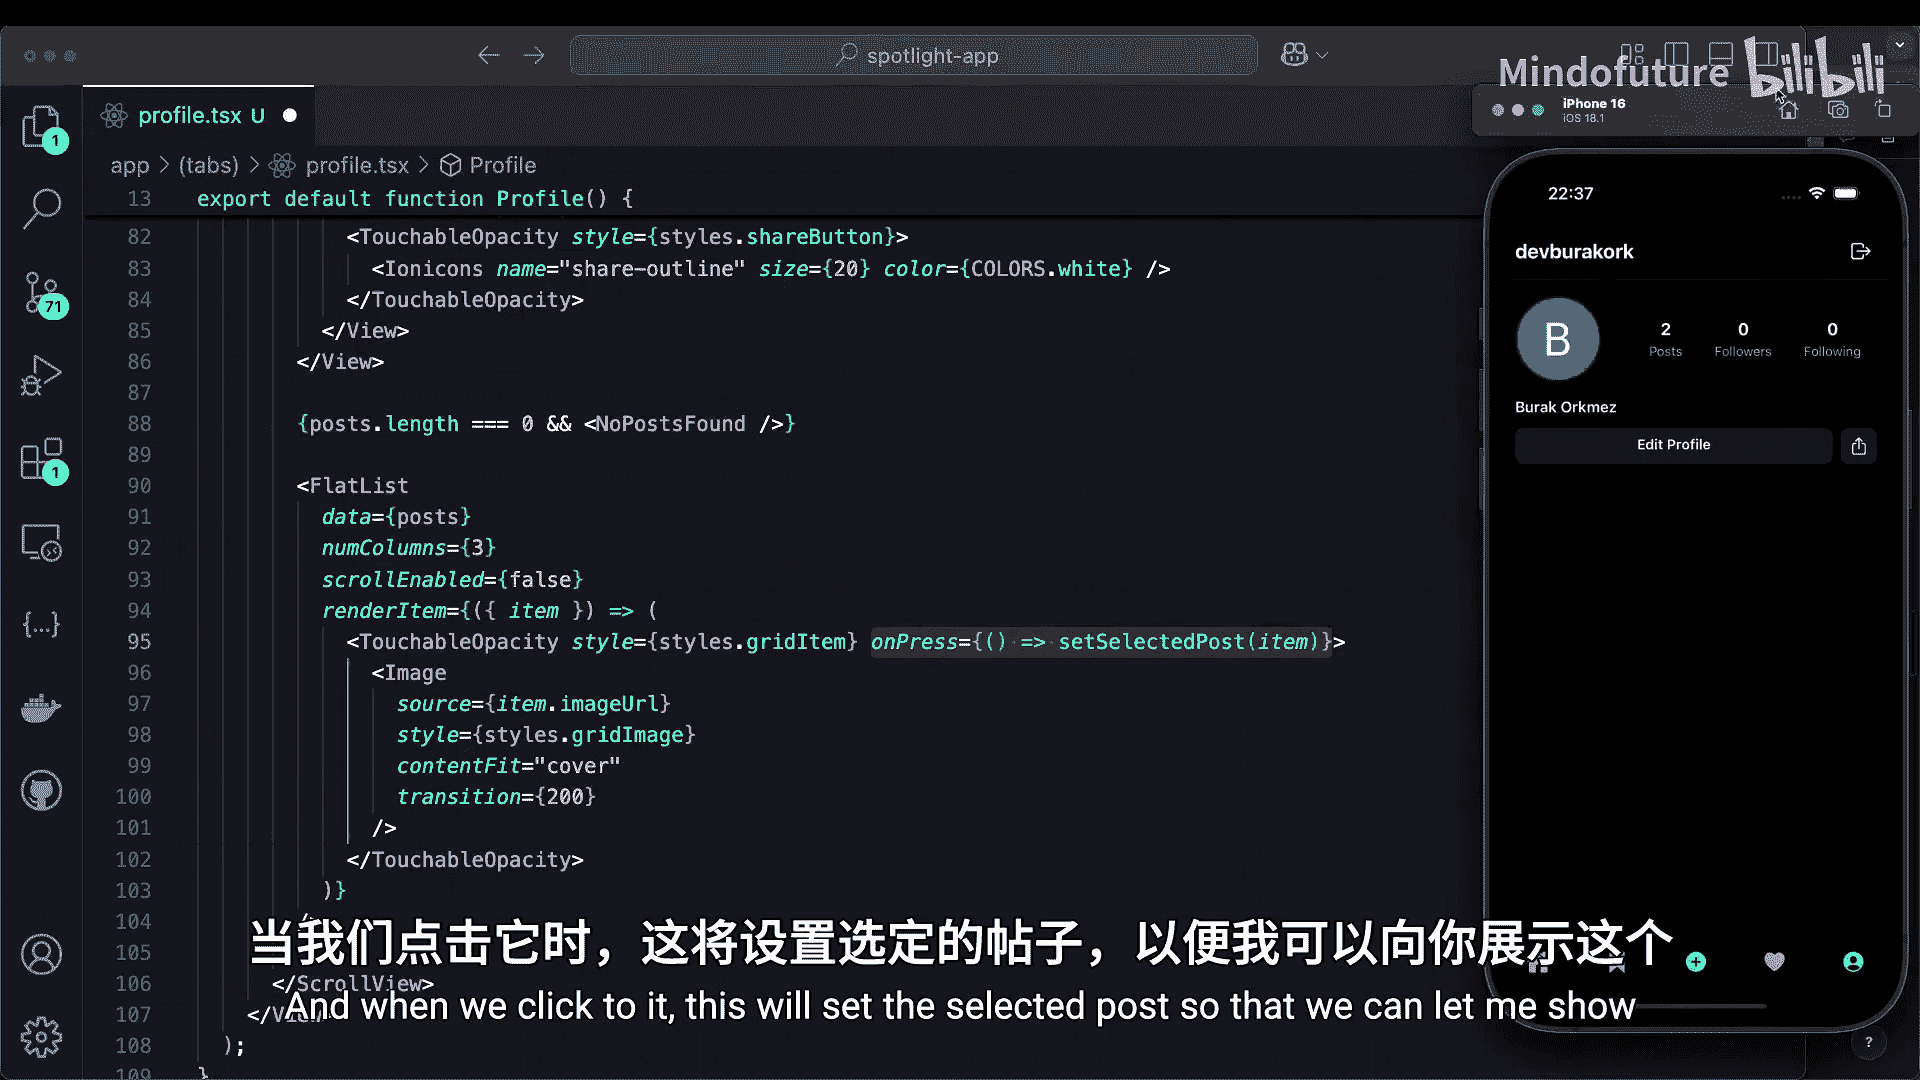 spotlight-app
Mindofuture bilibili
profile.tsx U
iPhone 16
iOS 18.1
app > (tabs) > profile.tsx > Profile
13 export default function Profile() {
82 <TouchableOpacity style={styles.shareButton}>
83 <Ionicons name="share-outline" size={20} color={COLORS.white} />
84 </TouchableOpacity>
85 </View>
86 </View>
87
88 {posts.length === 0 && <NoPostsFound />}
89
90 <FlatList
91 data={posts}
92 numColumns={3}
93 scrollEnabled={false}
94 renderItem={({ item }) => (
95 <TouchableOpacity style={styles.gridItem} onPress={() => setSelectedPost(item)}>
96 <Image
97 source={item.imageUrl}
98 style={styles.gridImage}
99 contentFit="cover"
100 transition={200}
101 />
102 </TouchableOpacity>
103 )}
104
105
106 </ScrollView>
107 </View>
108 );
109 }
1
71
1
22:37
devburakork
B
2 0 0
Posts Followers Following
Burak Orkmez
Edit Profile
当我们点击它时，这将设置选定的帖子，以便我可以向你展示这个
And when we click to it, this will set the selected post so that we can let me show
?